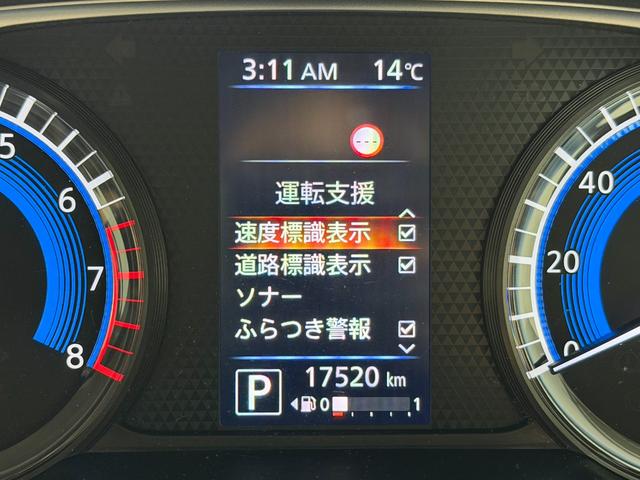 3:11 AM 14℃
運転支援
速度標識表示
道路標識表示
ソナー
ふらつき警報
P 17520 km
0 1
5
6
7
8
40
20
0